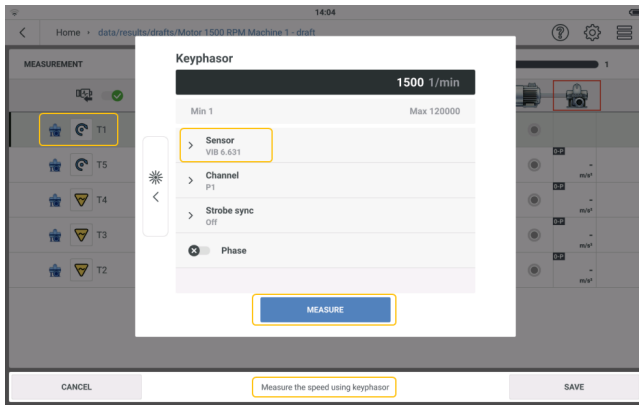 14:04
Home › data/results/drafts/Motor 1500 RPM Machine 1 - draft
MEASUREMENT
1
Keyphasor
1500 1/min
Min 1 Max 120000
Sensor
VIB 6.631
Channel
P1
Strobe sync
Off
Phase
MEASURE
T1
T5
0-P
-
m/s²
T4
0-P
-
m/s²
T3
0-P
-
m/s²
T2
0-P
-
m/s²
CANCEL
Measure the speed using keyphasor
SAVE